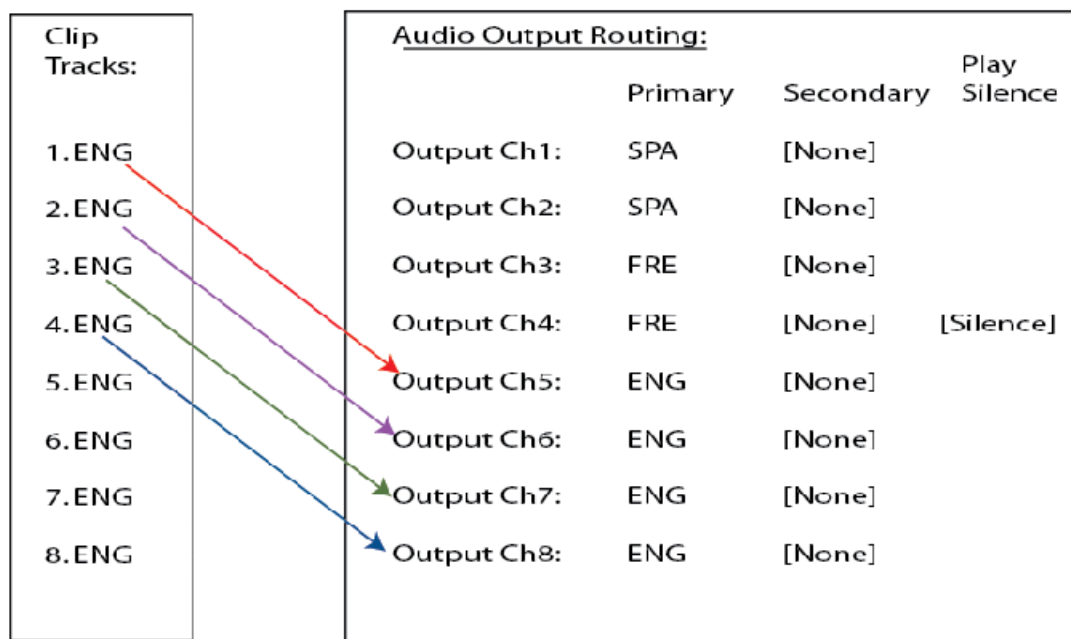 Clip
Tracks:
1.ENG
2.ENG
3.ENG
4.ENG
5.ENG
6.ENG
7.ENG
8.ENG
Audio Output Routing:
Primary Secondary Play Silence
Output Ch1: SPA [None]
Output Ch2: SPA [None]
Output Ch3: FRE [None]
Output Ch4: FRE [None] [Silence]
Output Ch5: ENG [None]
Output Ch6: ENG [None]
Output Ch7: ENG [None]
Output Ch8: ENG [None]